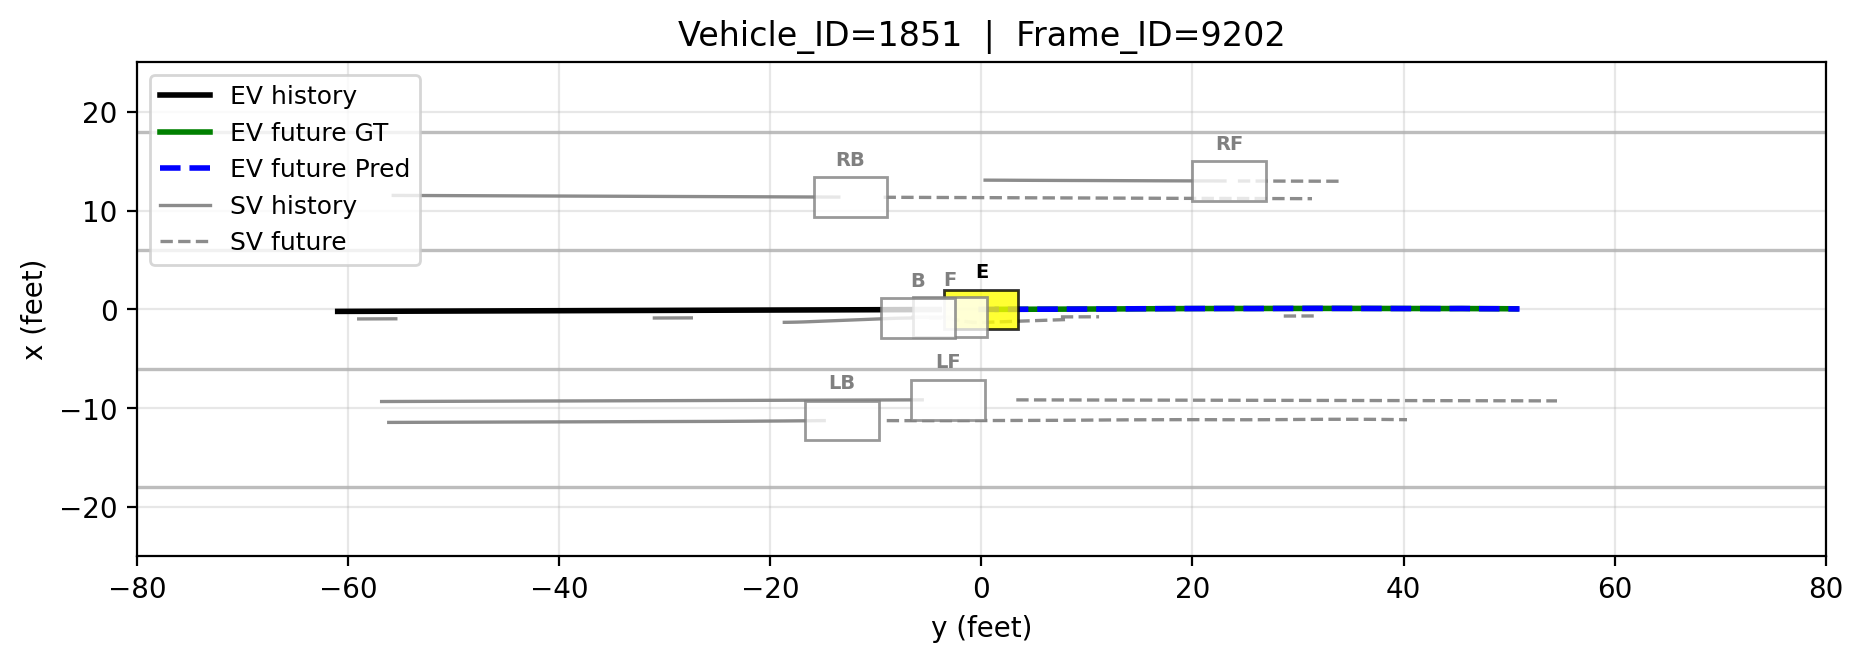 Vehicle_ID=1851 | Frame_ID=9202
EV history
EV future GT
EV future Pred
SV history
SV future
RB
RF
B
F
E
LF
LB
20
10
0
−10
−20
x (feet)
−80
−60
−40
−20
0
20
40
60
80
y (feet)